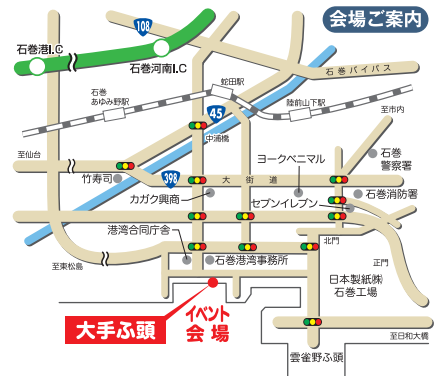 会場ご案内
108
石巻港I.C
石巻河南I.C
石巻バイパス
石巻
あゆみ野駅
蛇田駅
陸前山下駅
至市内
45
中浦橋
至仙台
竹寿司
398
大街道
ヨークベニマル
石巻
警察署
カガク興商
セブンイレブン
石巻消防署
港湾合同庁舎
石巻港湾事務所
北門
正門
至東松島
日本製紙㈱
石巻工場
大手ふ頭
イベント
会場
至日和大橋
雲雀野ふ頭